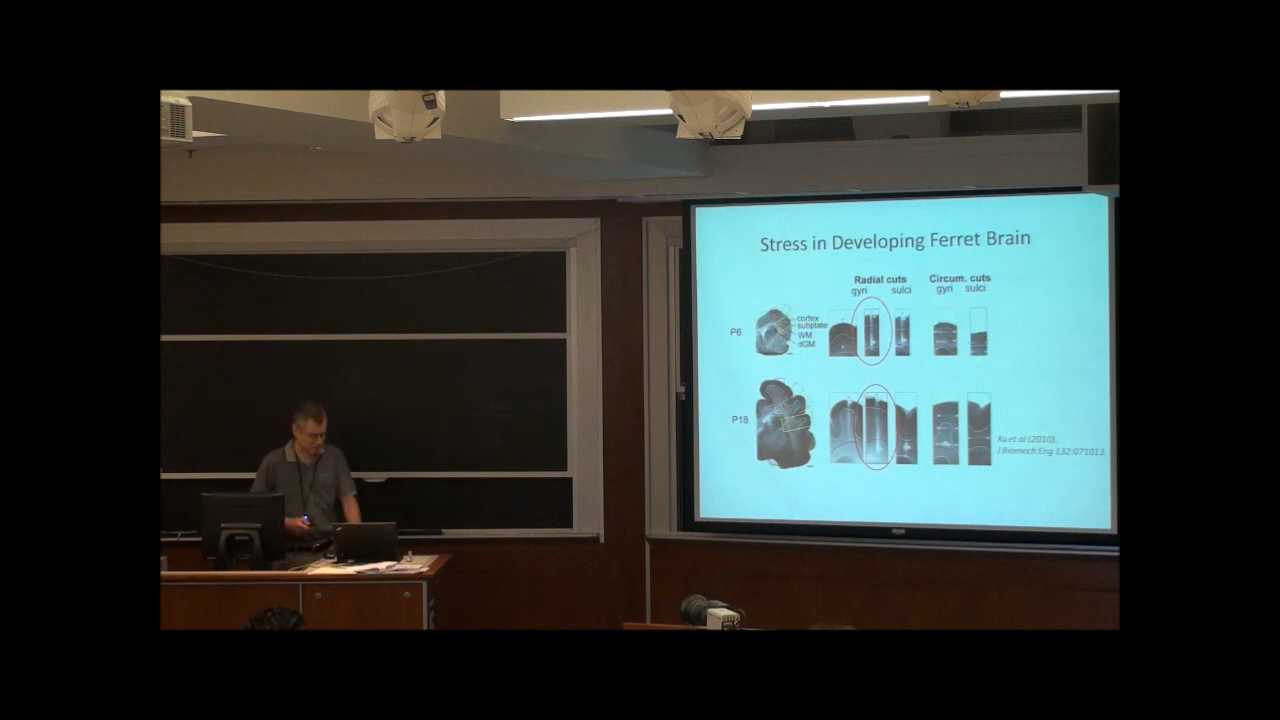 Stress in Developing Ferret Brain
Radial cuts
Circum. cuts
gyri
sulci
gyri
sulci
P6
cortex
subplate
WM
dGM
P18
Xu et al (2010),
J Biomech Eng 132:071013.